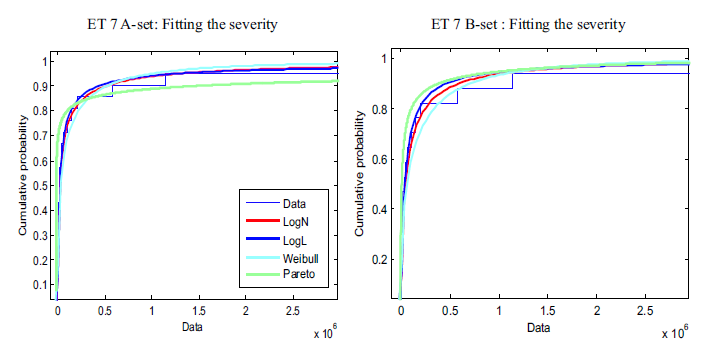 ET 7 A-set: Fitting the severity
1
0.9
0.8
0.7
0.6
0.5
0.4
0.3
0.2
0.1
Cumulative probability
0
0.5
1
1.5
2
2.5
x 10^6
Data
Data
LogN
LogL
Weibull
Pareto
ET 7 B-set : Fitting the severity
1
0.8
0.6
0.4
0.2
Cumulative probability
0
0.5
1
1.5
2
2.5
x 10^6
Data